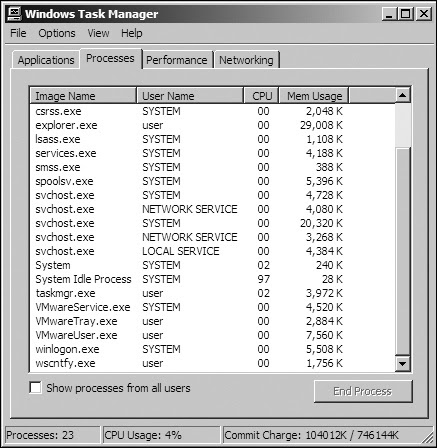 Windows Task Manager
File Options View Help
Applications Processes Performance Networking
Image Name User Name CPU Mem Usage
csrss.exe SYSTEM 00 2,048 K
explorer.exe user 00 29,008 K
lsass.exe SYSTEM 00 1,108 K
services.exe SYSTEM 00 4,188 K
smss.exe SYSTEM 00 388 K
spoolsv.exe SYSTEM 00 5,396 K
svchost.exe SYSTEM 00 4,728 K
svchost.exe NETWORK SERVICE 00 4,080 K
svchost.exe SYSTEM 00 20,320 K
svchost.exe NETWORK SERVICE 00 3,268 K
svchost.exe LOCAL SERVICE 00 4,384 K
System SYSTEM 02 240 K
System Idle Process SYSTEM 97 28 K
taskmgr.exe user 02 3,972 K
VMwareService.exe SYSTEM 00 4,520 K
VMwareTray.exe user 00 2,884 K
VMwareUser.exe user 00 7,560 K
winlogon.exe SYSTEM 00 5,508 K
wscntfy.exe user 00 1,756 K
Show processes from all users
End Process
Processes: 23 CPU Usage: 4% Commit Charge: 104012K / 746144K